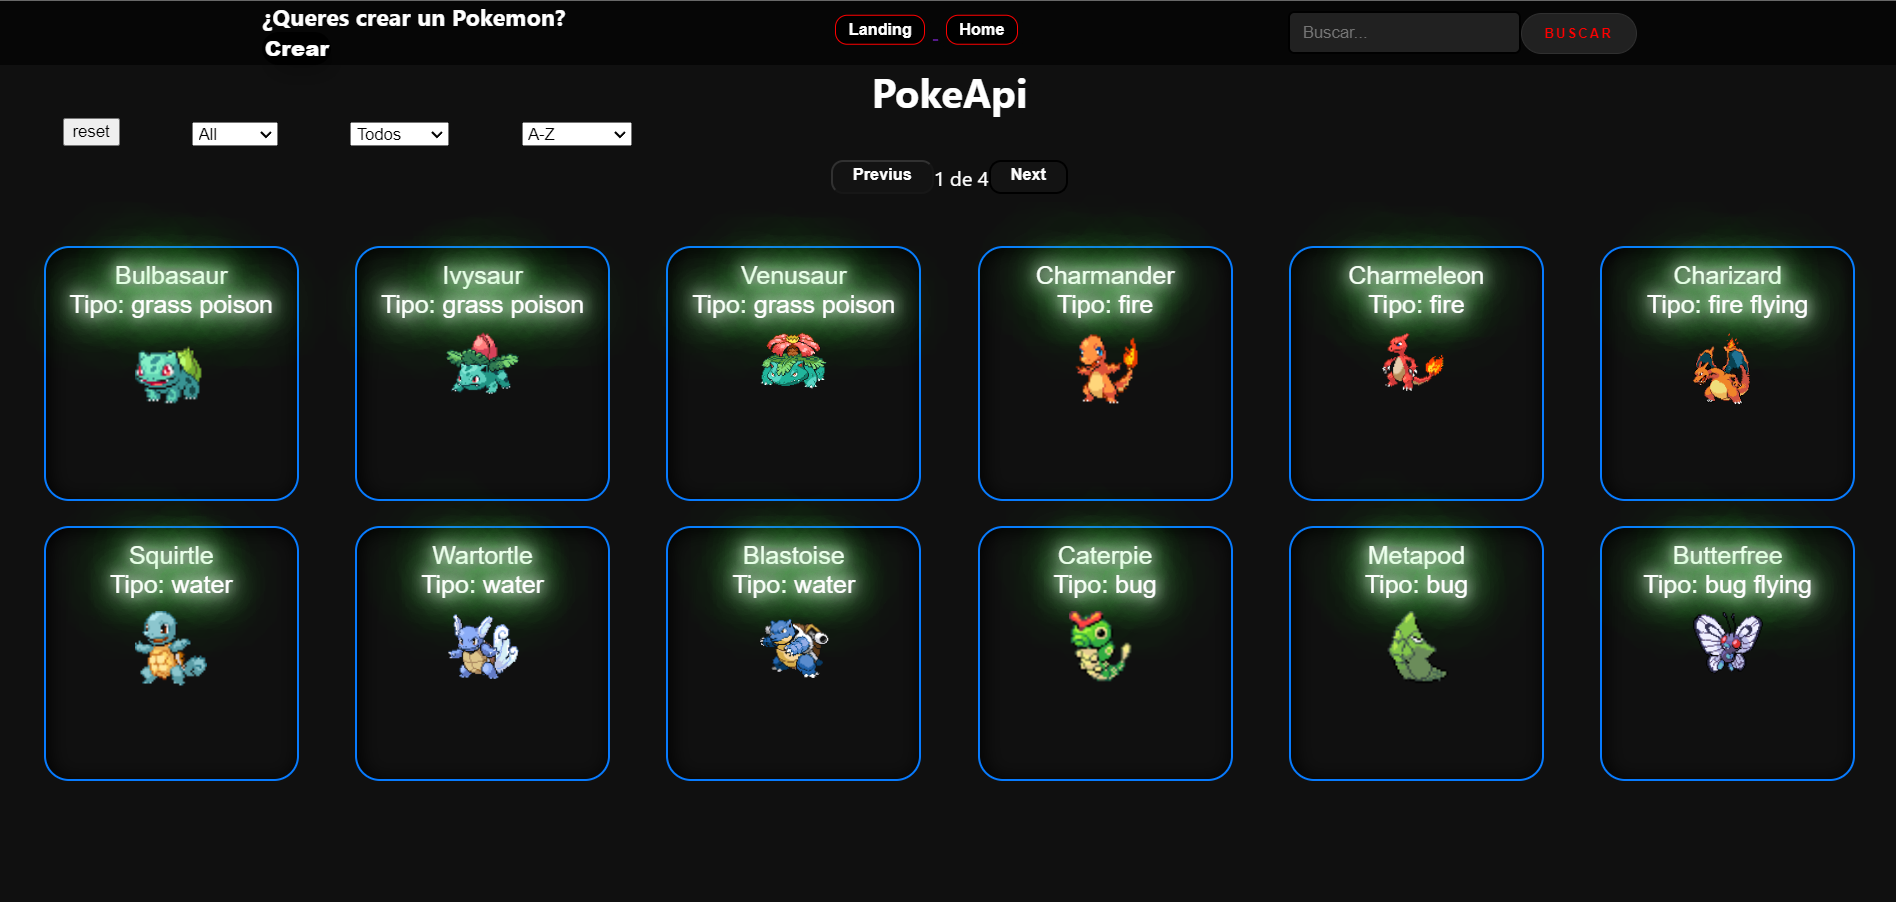 ¿Queres crear un Pokemon?
Crear
Landing
Home
Buscar...
BUSCAR
PokeApi
reset
All
Todos
A-Z
Previus
1 de 4
Next
Bulbasaur
Tipo: grass poison
Ivysaur
Tipo: grass poison
Venusaur
Tipo: grass poison
Charmander
Tipo: fire
Charmeleon
Tipo: fire
Charizard
Tipo: fire flying
Squirtle
Tipo: water
Wartortle
Tipo: water
Blastoise
Tipo: water
Caterpie
Tipo: bug
Metapod
Tipo: bug
Butterfree
Tipo: bug flying